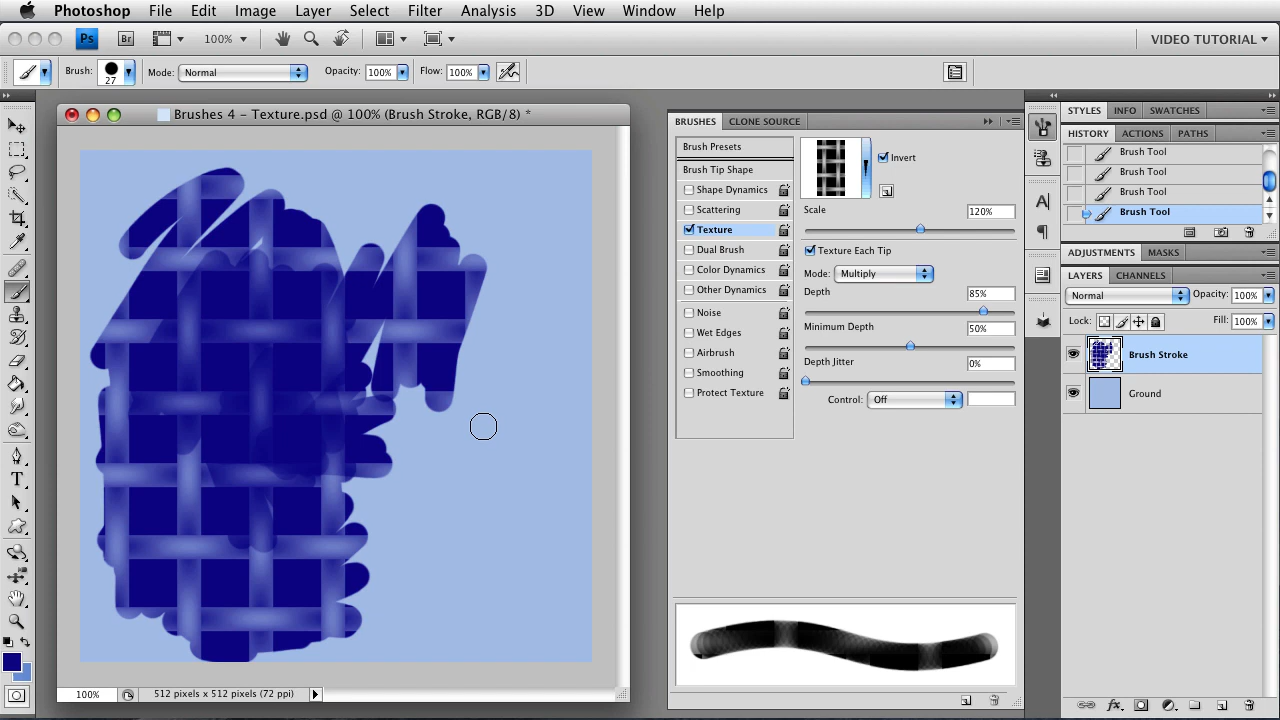 Photoshop File Edit Image Layer Select Filter Analysis 3D View Window Help
Ps Br 100% VIDEO TUTORIAL
Brush: 27 Mode: Normal Opacity: 100% Flow: 100%
Brushes 4 - Texture.psd @ 100% (Brush Stroke, RGB/8) *
100% 512 pixels x 512 pixels (72 ppi)
BRUSHES CLONE SOURCE
Brush Presets
Brush Tip Shape
Shape Dynamics
Scattering
Texture
Dual Brush
Color Dynamics
Other Dynamics
Noise
Wet Edges
Airbrush
Smoothing
Protect Texture
Invert
Scale 120%
Texture Each Tip
Mode: Multiply
Depth 85%
Minimum Depth 50%
Depth Jitter 0%
Control: Off
STYLES INFO SWATCHES
HISTORY ACTIONS PATHS
Brush Tool
Brush Tool
Brush Tool
Brush Tool
ADJUSTMENTS MASKS
LAYERS CHANNELS
Normal Opacity: 100%
Lock: Fill: 100%
Brush Stroke
Ground
T
A
fx